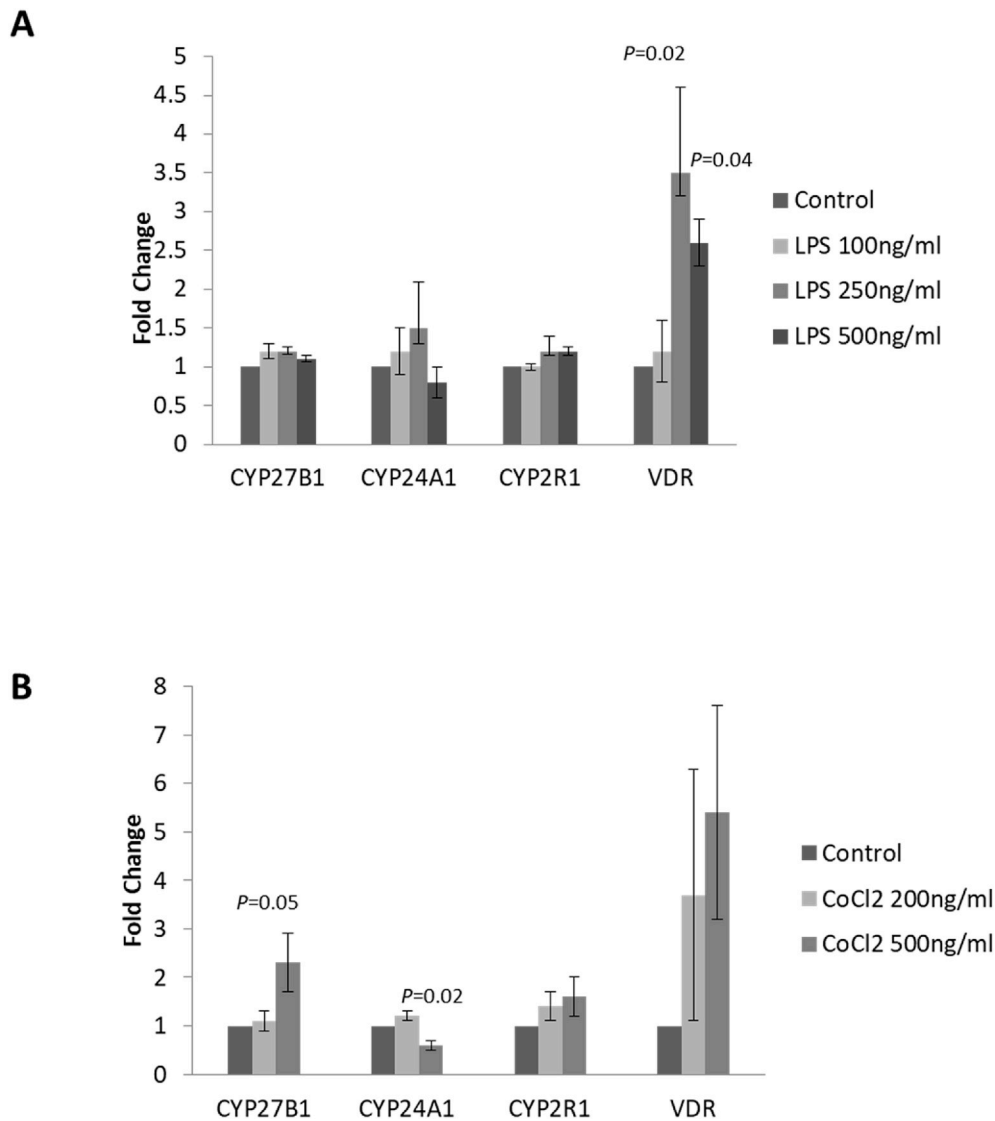 A
P=0.02
5
4.5
4
P=0.04
3.5
3
2.5
2
1.5
1
0.5
0
Fold Change
Control
LPS 100ng/ml
LPS 250ng/ml
LPS 500ng/ml
CYP27B1 CYP24A1 CYP2R1 VDR
B
8
7
6
5
4
3
2
1
0
Fold Change
P=0.05
P=0.02
Control
CoCl2 200ng/ml
CoCl2 500ng/ml
CYP27B1 CYP24A1 CYP2R1 VDR